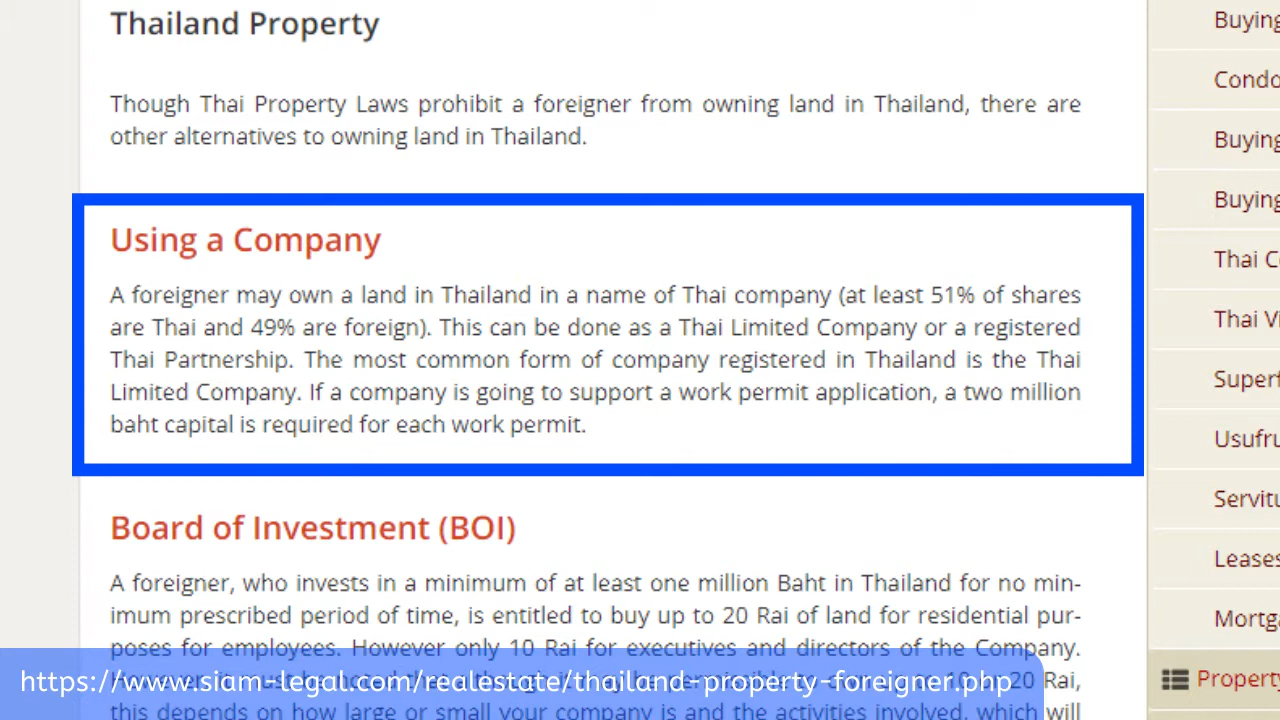 Thailand Property
Though Thai Property Laws prohibit a foreigner from owning land in Thailand, there are
other alternatives to owning land in Thailand.
Using a Company
A foreigner may own a land in Thailand in a name of Thai company (at least 51% of shares
are Thai and 49% are foreign). This can be done as a Thai Limited Company or a registered
Thai Partnership. The most common form of company registered in Thailand is the Thai
Limited Company. If a company is going to support a work permit application, a two million
baht capital is required for each work permit.
Board of Investment (BOI)
A foreigner, who invests in a minimum of at least one million Baht in Thailand for no min-
imum prescribed period of time, is entitled to buy up to 20 Rai of land for residential pur-
poses for employees. However only 10 Rai for executives and directors of the Company.
20 Rai,
this depends on how large or small your company is and the activities involved, which will
https://www.siam-legal.com/realestate/thailand-property-foreigner.php
Buying
Condo
Buying
Buying
Thai C
Thai Vi
Superf
Usufru
Servitu
Leases
Mortga
Property